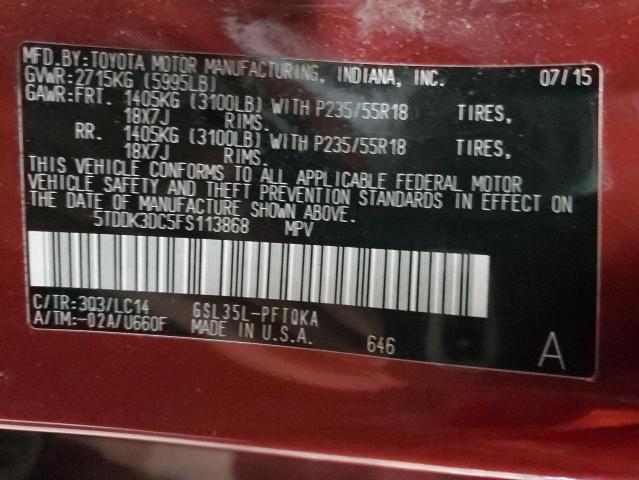 MFD.BY:TOYOTA MOTOR MANUFACTURING, INDIANA, INC. 07/15
GVWR:2715KG (5995LB)
GAWR:FRT. 1405KG (3100LB) WITH P235/55R18 TIRES,
18X7J RIMS.
RR. 1405KG (3100LB) WITH P235/55R18 TIRES,
18X7J RIMS.
THIS VEHICLE CONFORMS TO ALL APPLICABLE FEDERAL MOTOR
VEHICLE SAFETY AND THEFT PREVENTION STANDARDS IN EFFECT ON
THE DATE OF MANUFACTURE SHOWN ABOVE.
5TDDK3DC5FS113868 MPV
C/TR:3Q3/LC14 GSL35L-PFTQKA
A/TM:-02A/U660F MADE IN U.S.A. 646 A